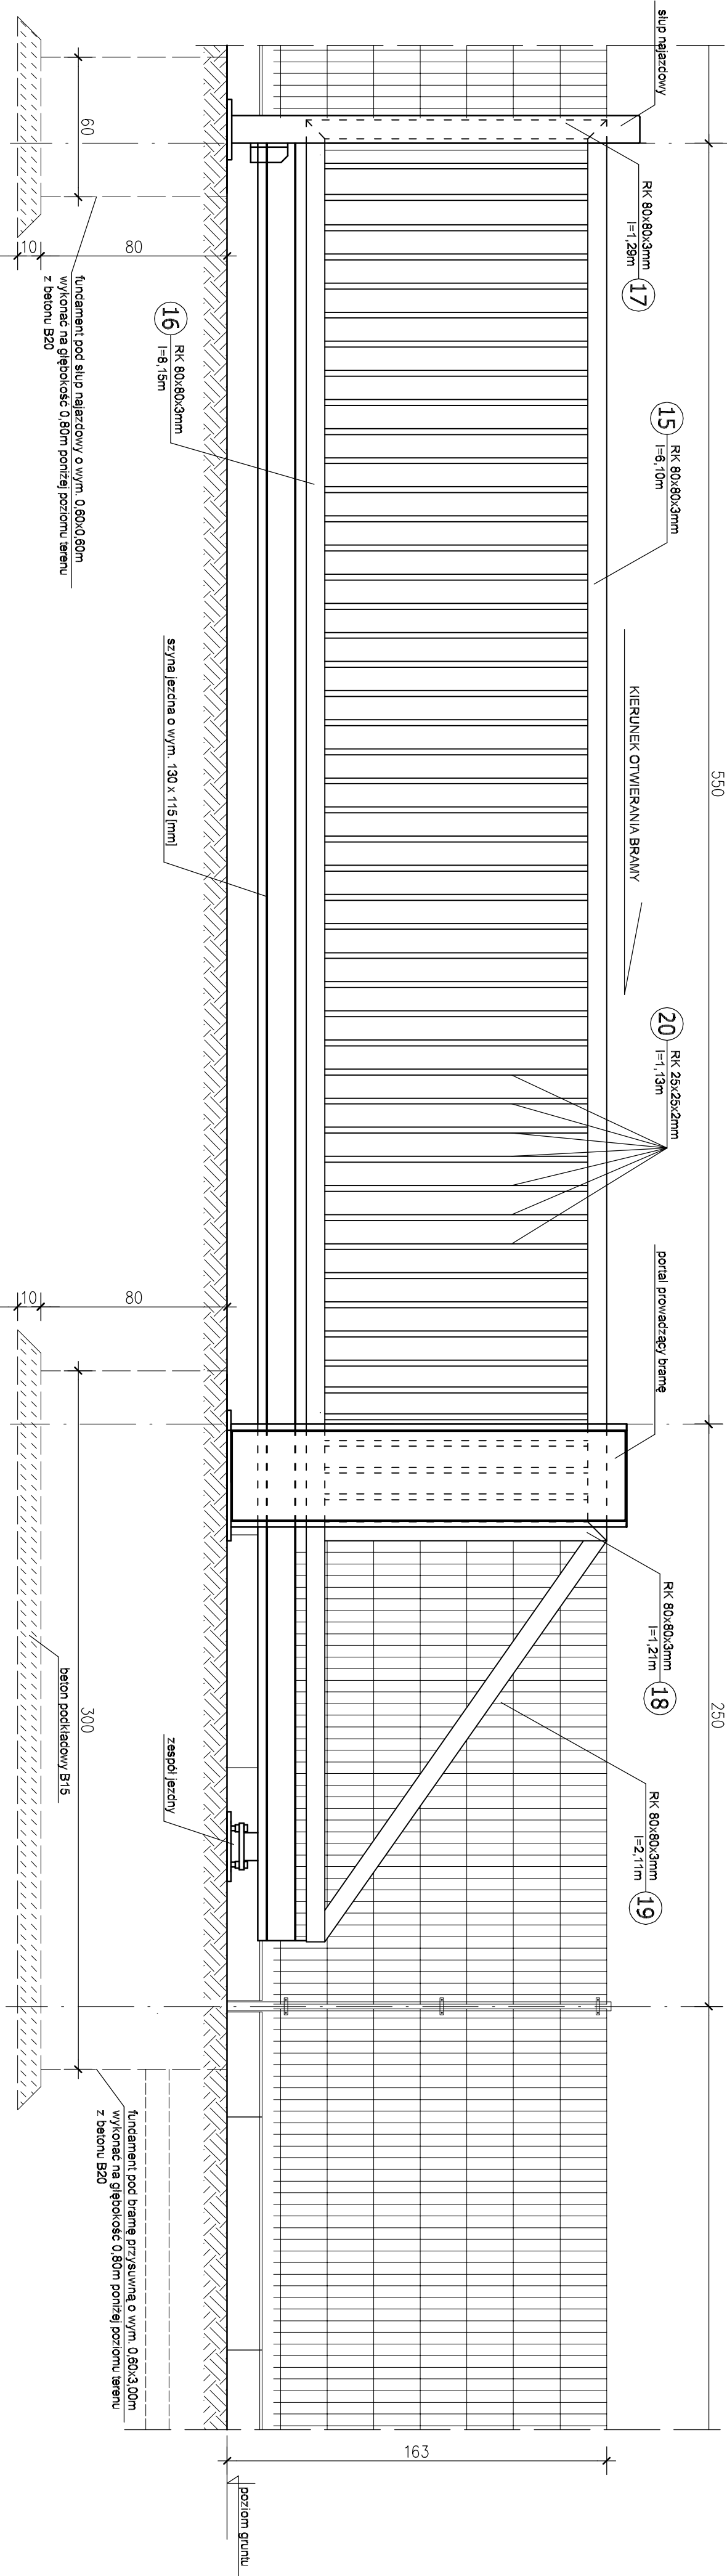 słup najazdowy
RK 80x80x3mm
l=1,29m
17
15
RK 80x80x3mm
l=6,10m
KIERUNEK OTWIERANIA BRAMY
550
20
RK 25x25x2mm
l=1,13m
portal prowadzący bramę
RK 80x80x3mm
l=1,21m
18
250
RK 80x80x3mm
l=2,11m
19
16
RK 80x80x3mm
l=8,15m
szyna jezdna o wym. 130 x 115 [mm]
zespół jezdny
163
poziom gruntu
60
80
10
fundament pod słup najazdowy o wym. 0,60x0,60m
wykonać na głębokość 0,80m poniżej poziomu terenu
z betonu B20
80
10
300
beton podkładowy B15
fundament pod bramę przysuwną o wym. 0,60x3,00m
wykonać na głębokość 0,80m poniżej poziomu terenu
z betonu B20